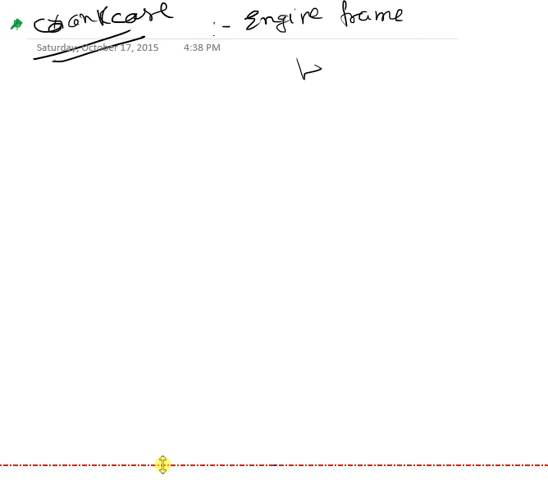 Crankcase :- Engine frame
Saturday, October 17, 2015 4:38 PM